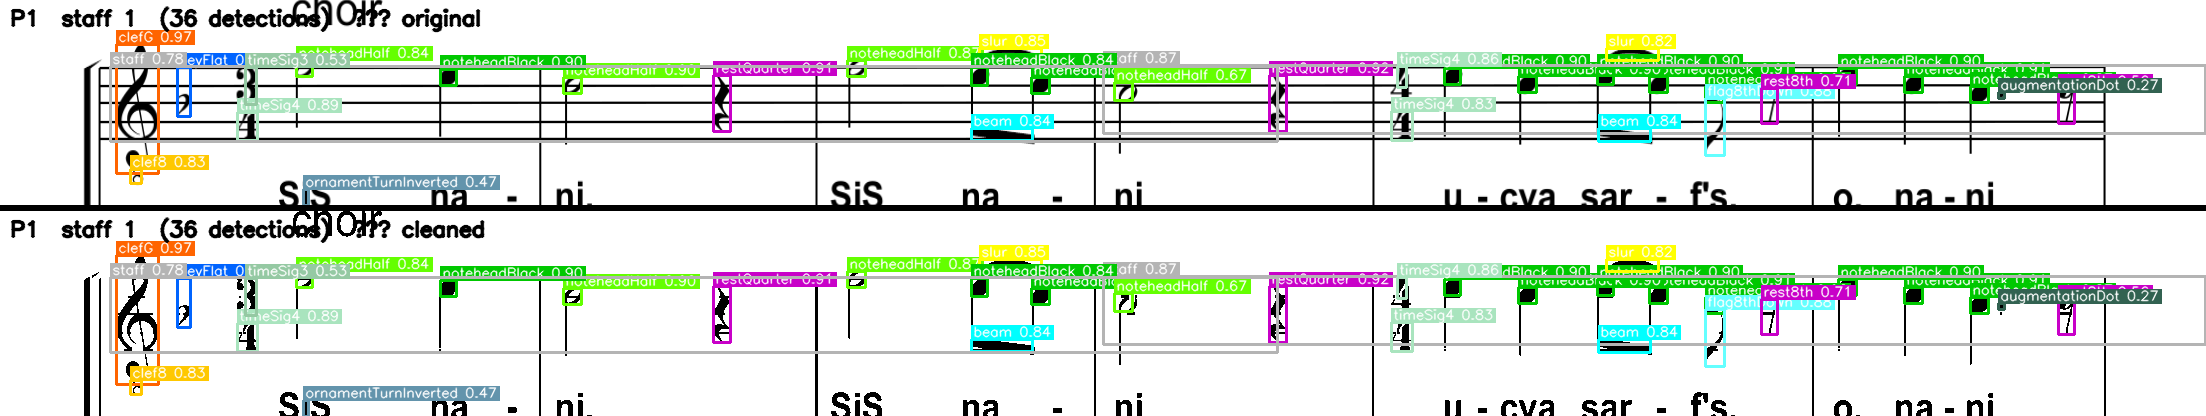 P1 staff 1 (36 detections) ??? original
choir
clefG 0.97
staff 0.78
timeSig3 0.53
noteheadHalf 0.84
noteheadBlack 0.90
noteheadHalf 0.90
restQuarter 0.91
slur 0.85
noteheadBlack 0.84
aff 0.87
noteheadHalf 0.67
restQuarter 0.92
timeSig4 0.86
dBlack 0.90
slur 0.82
noteheadBlack 0.90
rest8th 0.71
augmentationDot 0.27
timeSig4 0.89
timeSig4 0.83
beam 0.84
beam 0.84
clef8 0.83
ornamentTurnInverted 0.47
SiS na - ni. SiS na - ni u - cva sar - f's. o. na - ni
P1 staff 1 (36 detections) ??? cleaned
choir
clefG 0.97
staff 0.78
timeSig3 0.53
noteheadHalf 0.84
noteheadBlack 0.90
noteheadHalf 0.90
restQuarter 0.91
slur 0.85
noteheadBlack 0.84
aff 0.87
noteheadHalf 0.67
restQuarter 0.92
timeSig4 0.86
dBlack 0.90
slur 0.82
noteheadBlack 0.90
rest8th 0.71
augmentationDot 0.27
timeSig4 0.89
timeSig4 0.83
beam 0.84
beam 0.84
clef8 0.83
ornamentTurnInverted 0.47
SiS na - ni. SiS na - ni u - cva sar - f's. o. na - ni